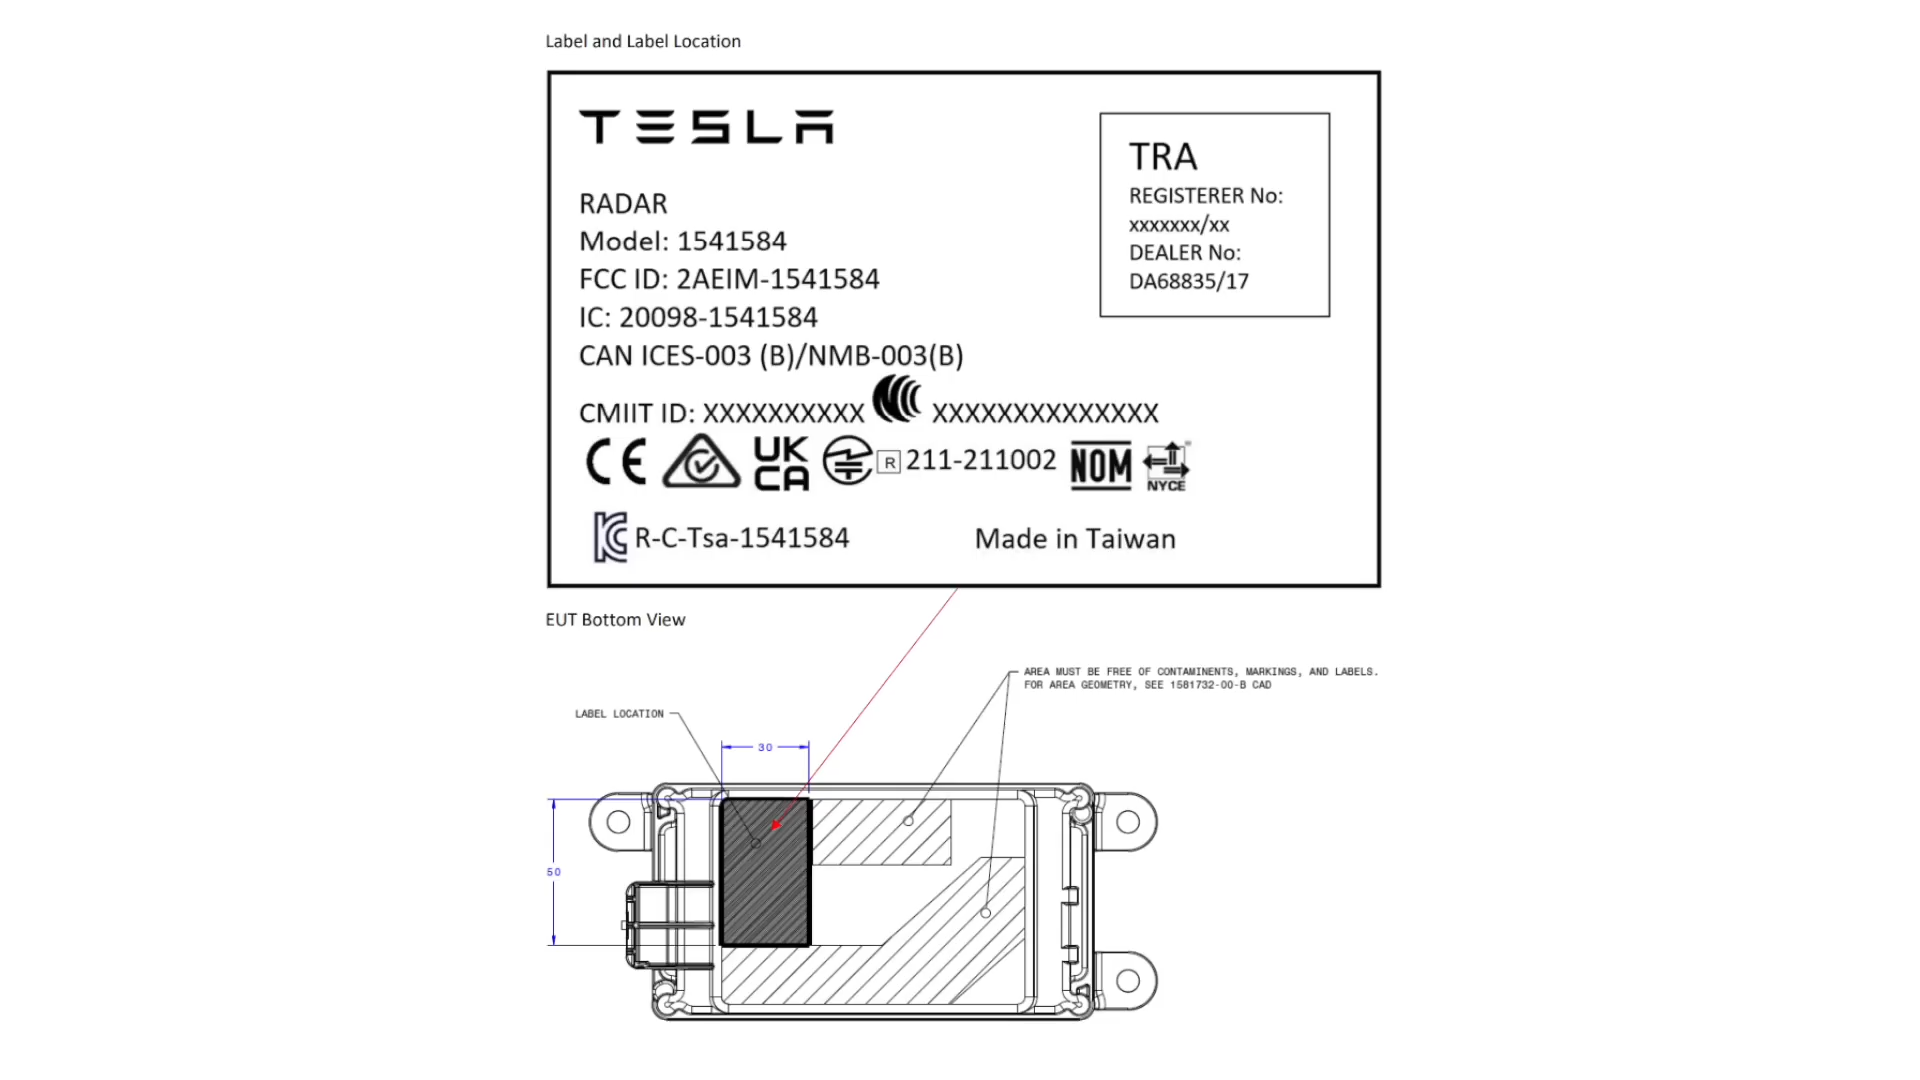 Label and Label Location
TESLA
RADAR
Model: 1541584
FCC ID: 2AEIM-1541584
IC: 20098-1541584
CAN ICES-003 (B)/NMB-003(B)
CMIIT ID: XXXXXXXXXX XXXXXXXXXXXXXX
CE UK CA R 211-211002 NOM NYCE
KC R-C-Tsa-1541584 Made in Taiwan
TRA
REGISTERER No:
xxxxxxx/xx
DEALER No:
DA68835/17
EUT Bottom View
AREA MUST BE FREE OF CONTAMINENTS, MARKINGS, AND LABELS.
FOR AREA GEOMETRY, SEE 1581732-00-B CAD
LABEL LOCATION
30
50